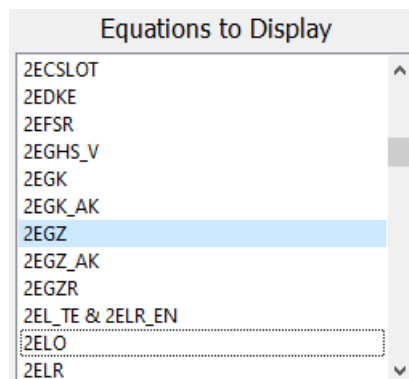 Equations to Display
2ECSLOT
2EDKE
2EFSR
2EGHS_V
2EGK
2EGK_AK
2EGZ
2EGZ_AK
2EGZR
2EL_TE & 2ELR_EN
2ELO
2ELR